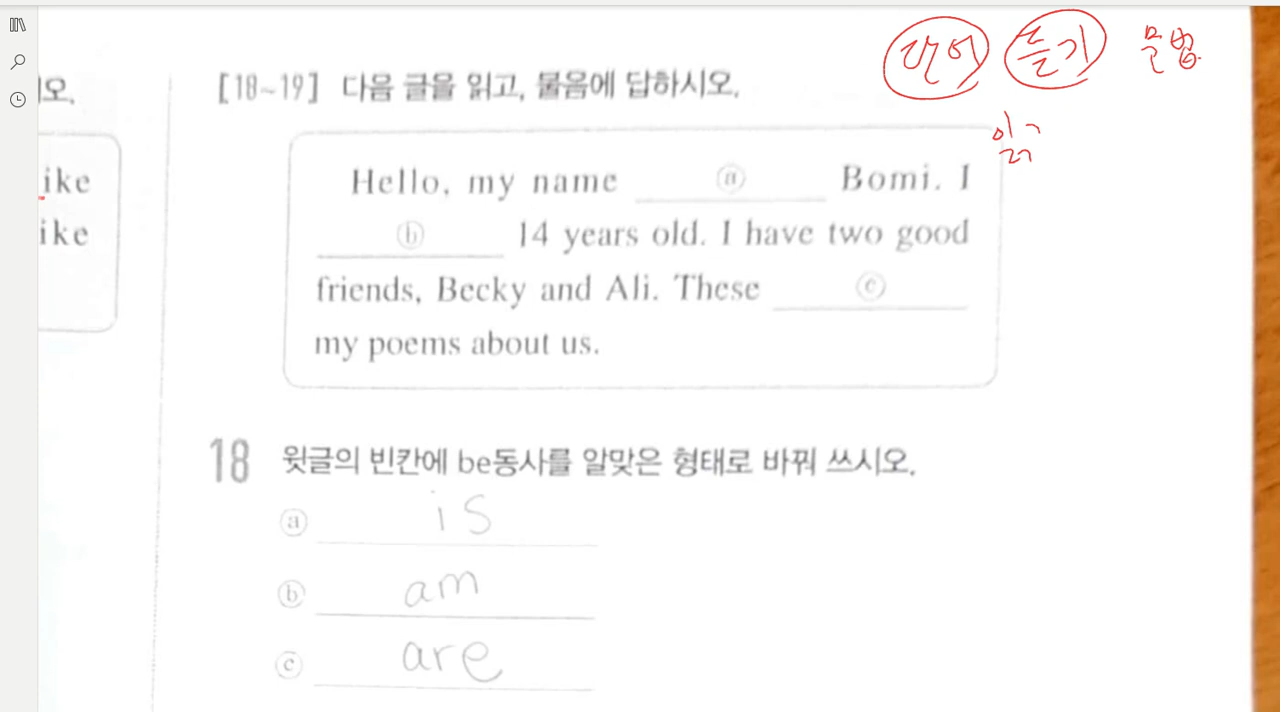 단어 듣기 문법
읽기
오.
ike
ike
[18~19] 다음 글을 읽고, 물음에 답하시오.
Hello, my name ⓐ Bomi. I
ⓑ 14 years old. I have two good
friends, Becky and Ali. These ⓒ
my poems about us.
18 윗글의 빈칸에 be동사를 알맞은 형태로 바꿔 쓰시오.
ⓐ is
ⓑ am
ⓒ are